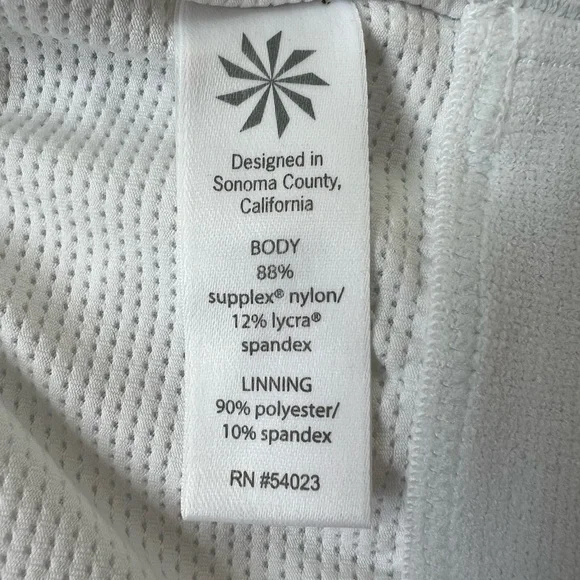 Designed in
Sonoma County,
California
BODY
88%
supplex® nylon/
12% lycra®
spandex
LINNING
90% polyester/
10% spandex
RN #54023